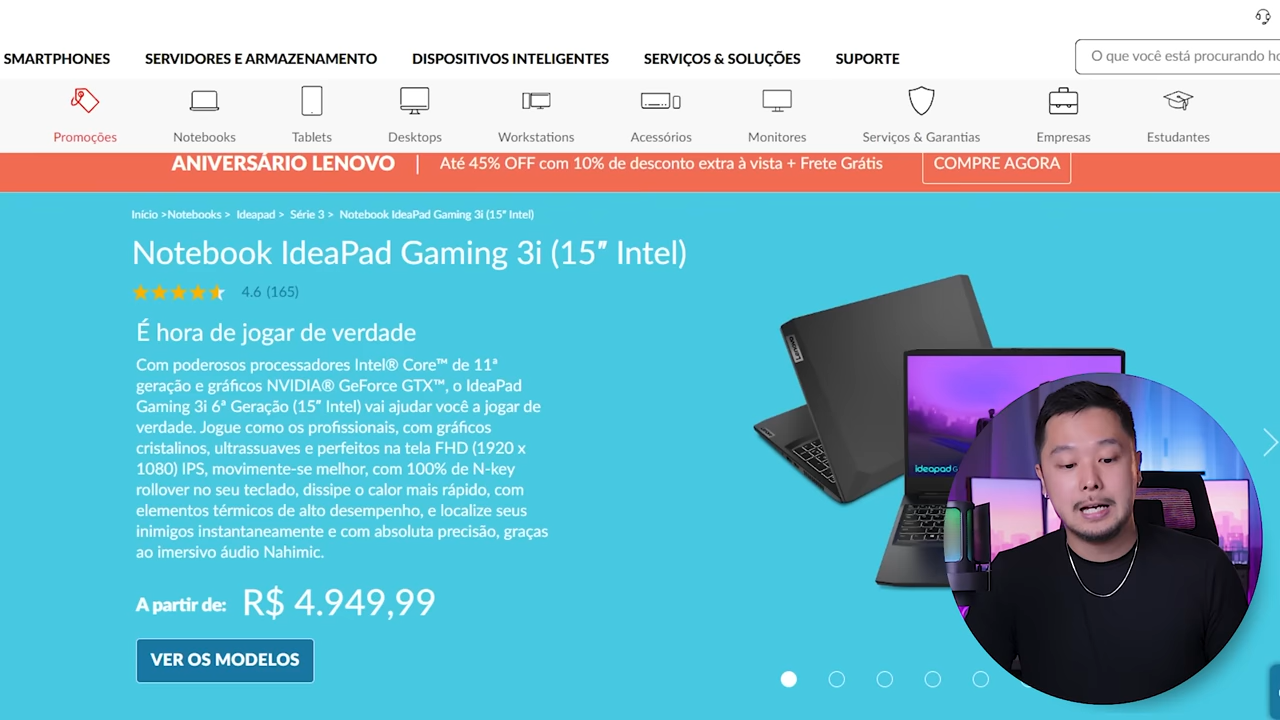 SMARTPHONES SERVIDORES E ARMAZENAMENTO DISPOSITIVOS INTELIGENTES SERVIÇOS & SOLUÇÕES SUPORTE O que você está procurando ho
Promoções Notebooks Tablets Desktops Workstations Acessórios Monitores Serviços & Garantias Empresas Estudantes
ANIVERSÁRIO LENOVO | Até 45% OFF com 10% de desconto extra à vista + Frete Grátis COMPRE AGORA
Início >Notebooks > Ideapad > Série 3 > Notebook IdeaPad Gaming 3i (15” Intel)
Notebook IdeaPad Gaming 3i (15” Intel)
4.6 (165)
É hora de jogar de verdade
Com poderosos processadores Intel® Core™ de 11ª
geração e gráficos NVIDIA® GeForce GTX™, o IdeaPad
Gaming 3i 6ª Geração (15” Intel) vai ajudar você a jogar de
verdade. Jogue como os profissionais, com gráficos
cristalinos, ultrassuaves e perfeitos na tela FHD (1920 x
1080) IPS, movimente-se melhor, com 100% de N-key
rollover no seu teclado, dissipe o calor mais rápido, com
elementos térmicos de alto desempenho, e localize seus
inimigos instantaneamente e com absoluta precisão, graças
ao imersivo áudio Nahimic.
A partir de: R$ 4.949,99
VER OS MODELOS
Lenovo
ideapad G